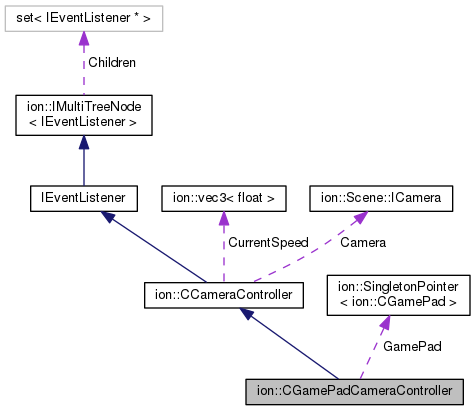 set< IEventListener * >
Children
ion::IMultiTreeNode
< IEventListener >
IEventListener
ion::vec3< float >
ion::Scene::ICamera
CurrentSpeed
Camera
ion::CCameraController
ion::SingletonPointer
< ion::CGamePad >
GamePad
ion::CGamePadCameraController